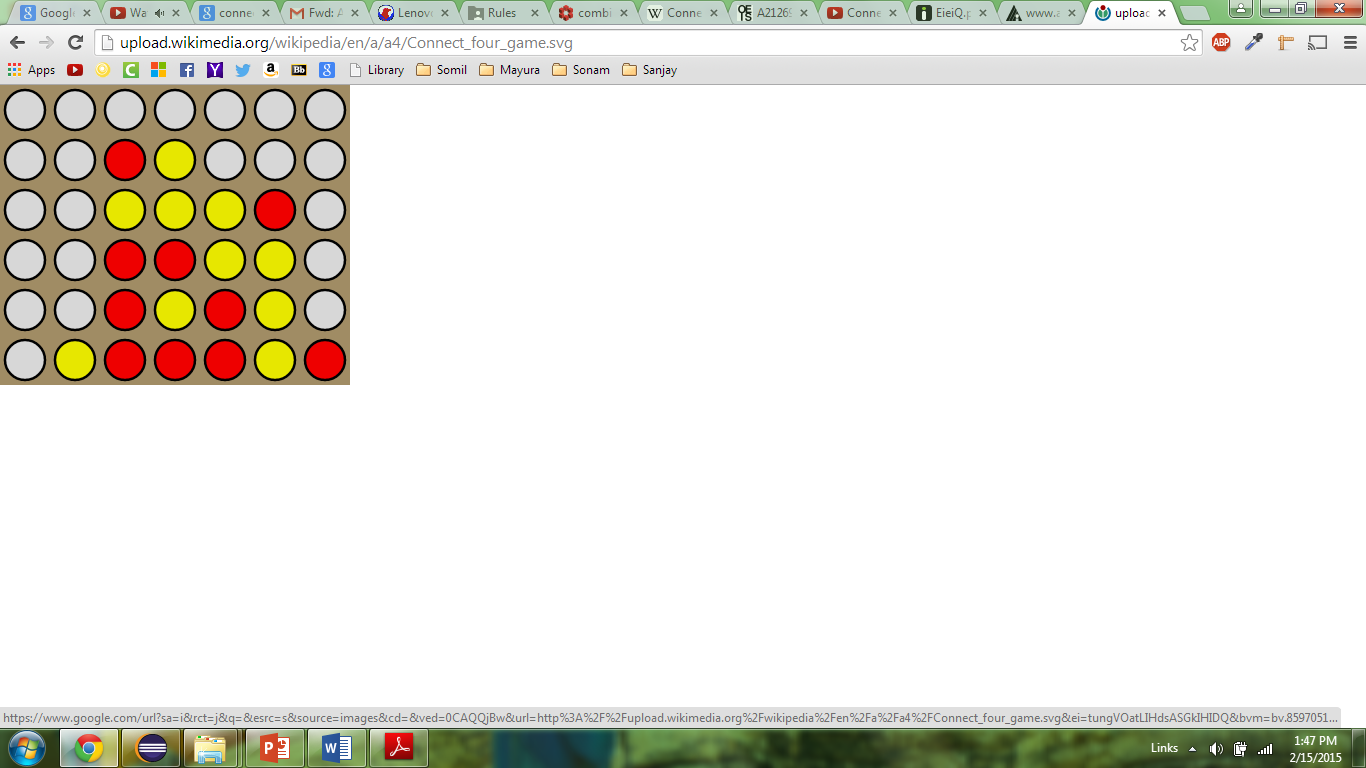 Google Wa conne Fwd: A Lenovo Rules combi Conne A2126 Conne EieiQ.p www.a upload
upload.wikimedia.org/wikipedia/en/a/a4/Connect_four_game.svg ABP
Apps Library Somil Mayura Sonam Sanjay
https://www.google.com/url?sa=i&rct=j&q=&esrc=s&source=images&cd=&ved=0CAQQjBw&url=http%3A%2F%2Fupload.wikimedia.org%2Fwikipedia%2Fen%2Fa%2Fa4%2FConnect_four_game.svg&ei=tungVOatLIHdsASGkIHIDQ&bvm=bv.8597051...
Links 1:47 PM
2/15/2015